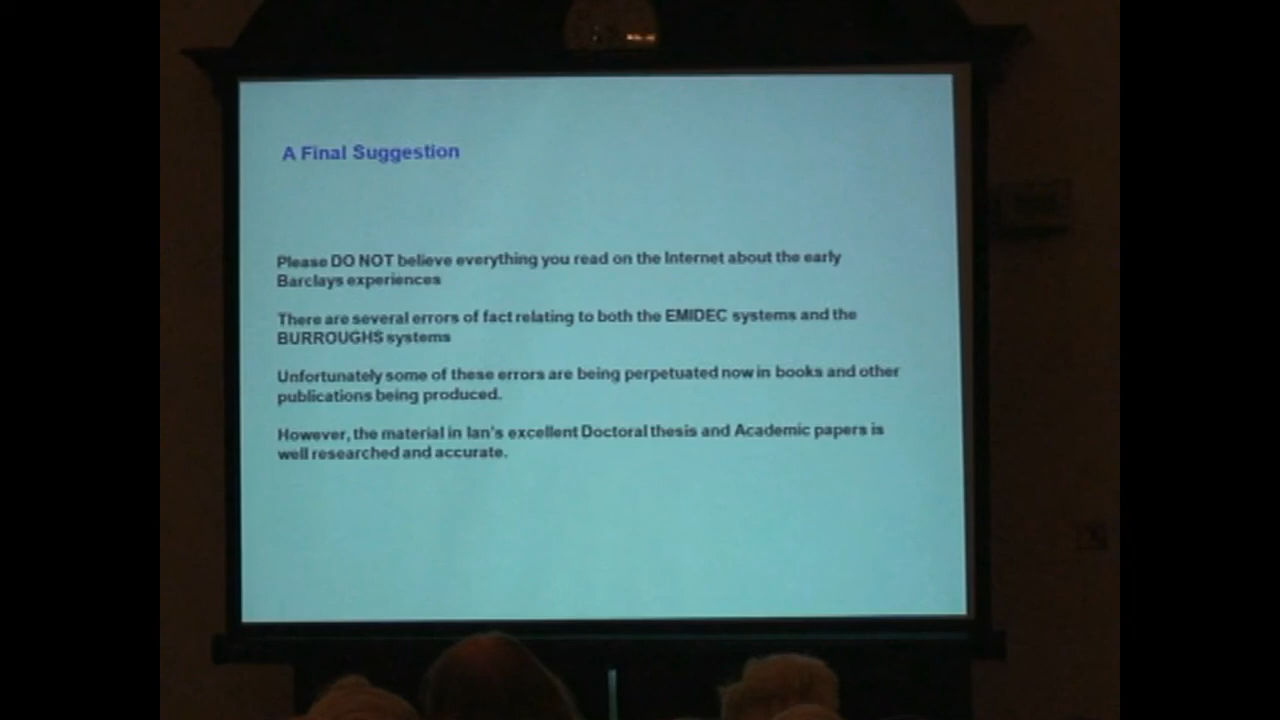 A Final Suggestion
Please DO NOT believe everything you read on the Internet about the early
Barclays experiences
There are several errors of fact relating to both the EMIDEC systems and the
BURROUGHS systems
Unfortunately some of these errors are being perpetuated now in books and other
publications being produced.
However, the material in Ian's excellent Doctoral thesis and Academic papers is
well researched and accurate.